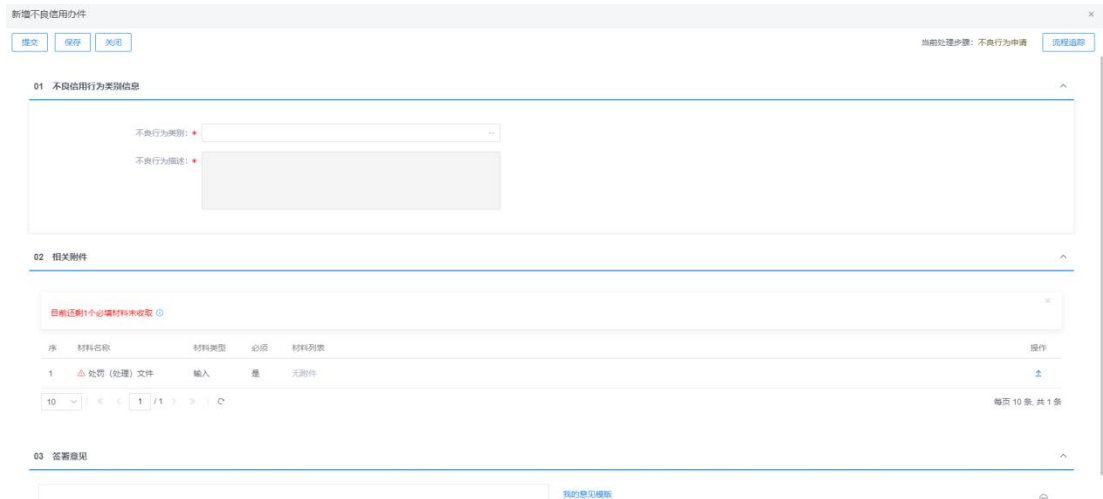 新增不良信用办件
提交 保存 关闭 当前处理步骤：不良行为申请 流程追踪
01 不良信用行为类别信息
不良行为类别：*
不良行为描述：*
02 相关附件
目前还剩1个必填材料未收取
序 材料名称 材料类型 必须 材料列表 操作
1 处罚（处理）文件 输入 是 无附件
10 1 /1 每页 10 条, 共 1 条
03 签署意见
我的意见模版